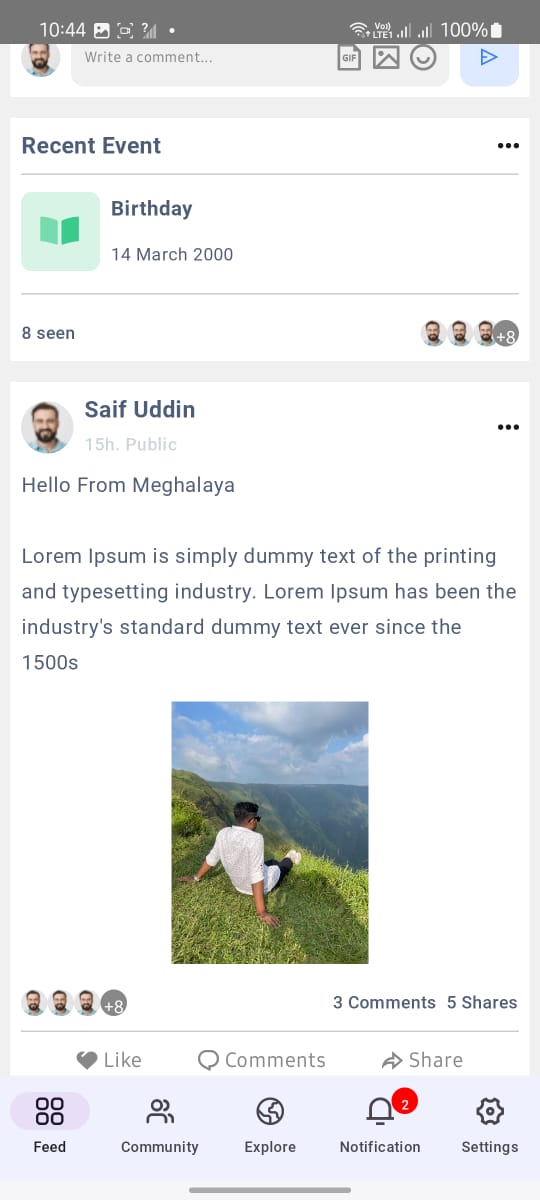 10:44 ? Vo)) LTE1 100%
Write a comment... GIF
Recent Event
Birthday
14 March 2000
8 seen +8
Saif Uddin
15h. Public
Hello From Meghalaya
Lorem Ipsum is simply dummy text of the printing
and typesetting industry. Lorem Ipsum has been the
industry's standard dummy text ever since the
1500s
+8 3 Comments 5 Shares
Like Comments Share
2
Feed Community Explore Notification Settings